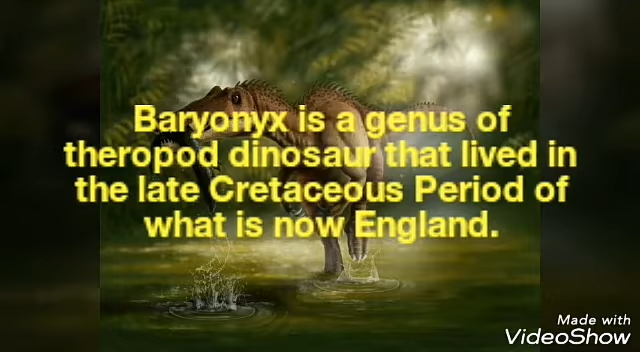 Baryonyx is a genus of
theropod dinosaur that lived in
the late Cretaceous Period of
what is now England.
Made with
VideoShow